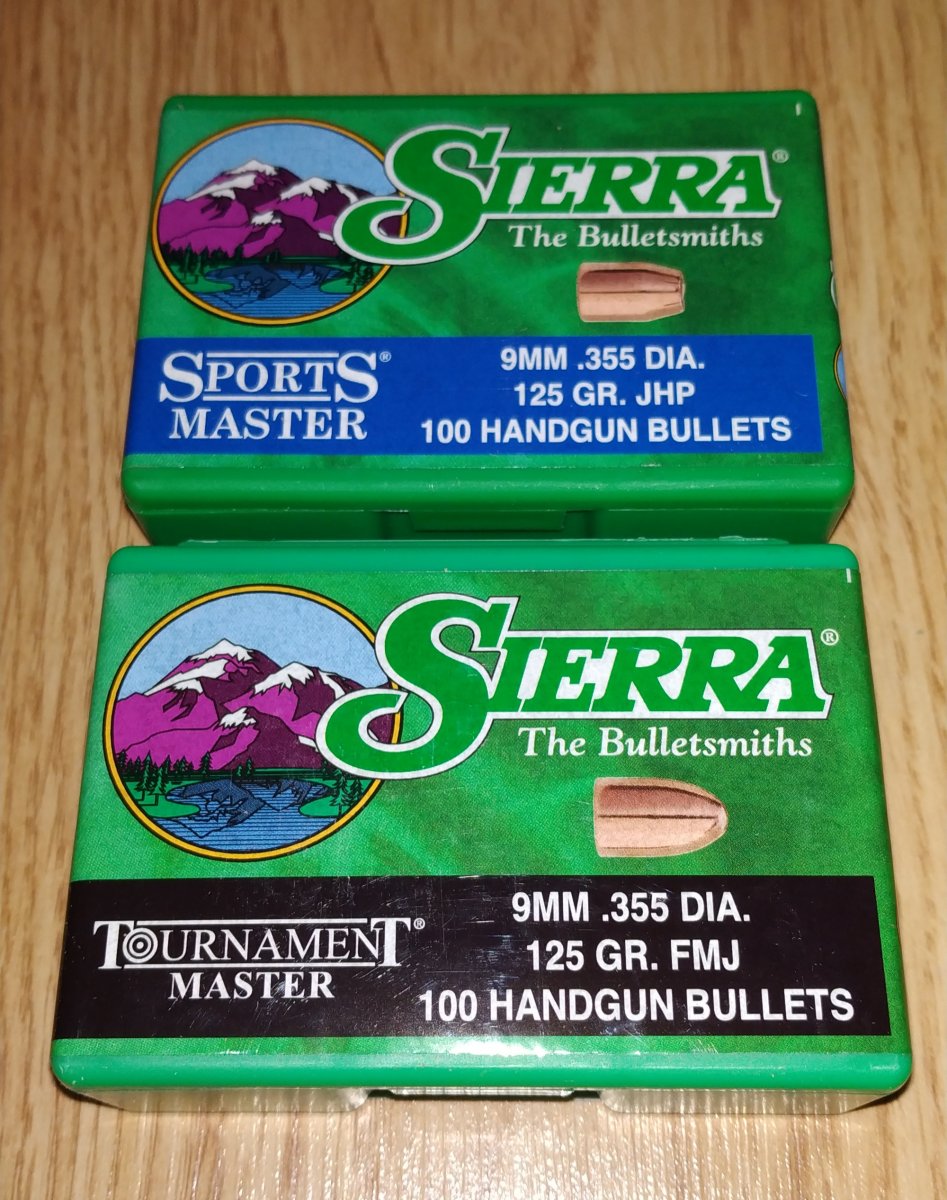 SIERRA®
The Bulletsmiths
SPORTS®
MASTER
9MM .355 DIA.
125 GR. JHP
100 HANDGUN BULLETS
SIERRA®
The Bulletsmiths
TOURNAMENT®
MASTER
9MM .355 DIA.
125 GR. FMJ
100 HANDGUN BULLETS